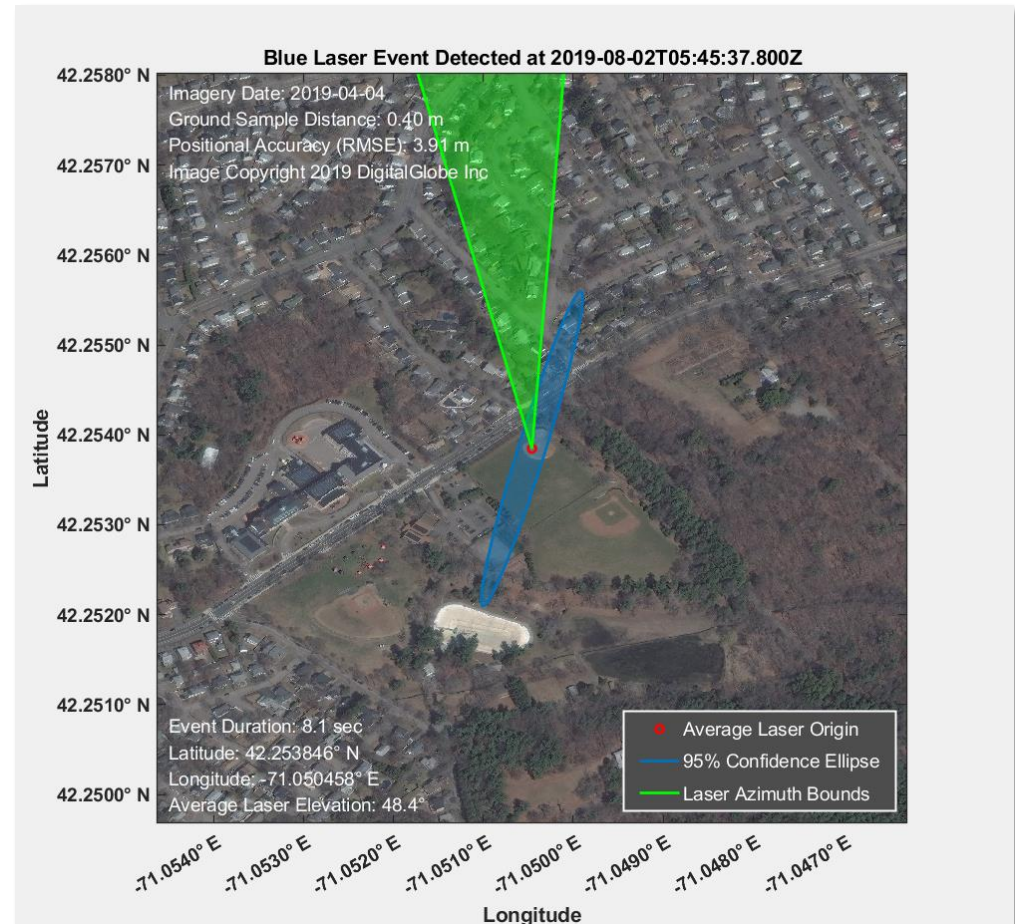 Blue Laser Event Detected at 2019-08-02T05:45:37.800Z
42.2580° N
42.2570° N
42.2560° N
42.2550° N
42.2540° N
42.2530° N
42.2520° N
42.2510° N
42.2500° N
Latitude
Imagery Date: 2019-04-04
Ground Sample Distance: 0.40 m
Positional Accuracy (RMSE): 3.91 m
Image Copyright 2019 DigitalGlobe Inc
Event Duration: 8.1 sec
Latitude: 42.253846° N
Longitude: -71.050458° E
Average Laser Elevation: 48.4°
Average Laser Origin
95% Confidence Ellipse
Laser Azimuth Bounds
-71.0540° E
-71.0530° E
-71.0520° E
-71.0510° E
-71.0500° E
-71.0490° E
-71.0480° E
-71.0470° E
Longitude